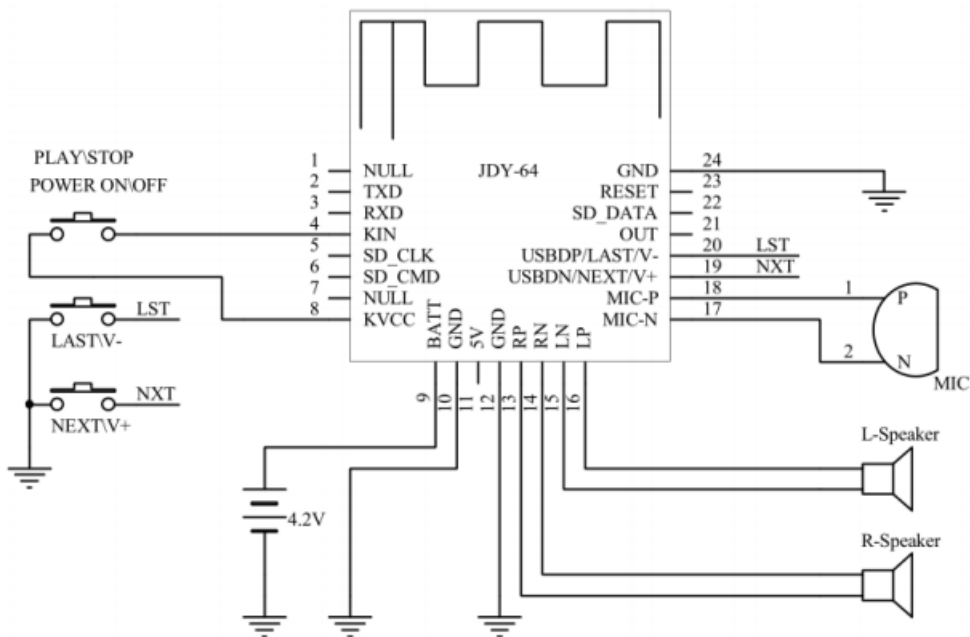 PLAY\STOP
POWER ON\OFF
LST
LAST\V-
NXT
NEXT\V+
JDY-64
1 NULL
2 TXD
3 RXD
4 KIN
5 SD_CLK
6 SD_CMD
7 NULL
8 KVCC
GND 24
RESET 23
SD_DATA 22
OUT 21
USBDP/LAST/V- 20 LST
USBDN/NEXT/V+ 19 NXT
MIC-P 18
MIC-N 17
BATT 9
GND 10
5V 11
GND 12
RP 13
RN 14
LN 15
LP 16
1 P
2 N
MIC
L-Speaker
R-Speaker
4.2V